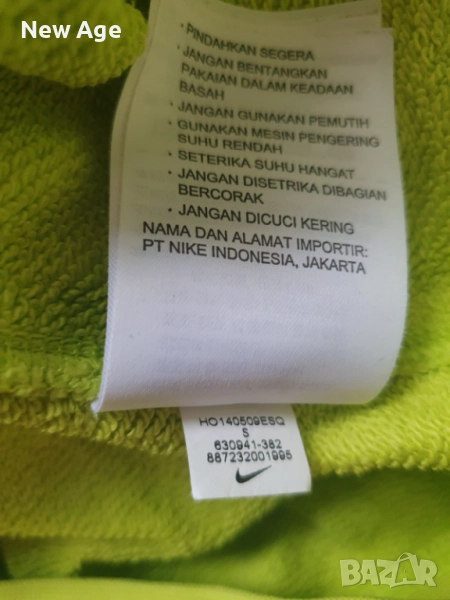 New Age
• PINDAHKAN SEGERA
• JANGAN BENTANGKAN
PAKAIAN DALAM KEADAAN
BASAH
• JANGAN GUNAKAN PEMUTIH
• GUNAKAN MESIN PENGERING
SUHU RENDAH
• SETERIKA SUHU HANGAT
• JANGAN DISETRIKA DIBAGIAN
BERCORAK
• JANGAN DICUCI KERING
NAMA DAN ALAMAT IMPORTIR:
PT NIKE INDONESIA, JAKARTA
HO140509ESQ
S
630941-382
887232001995
BAZAR